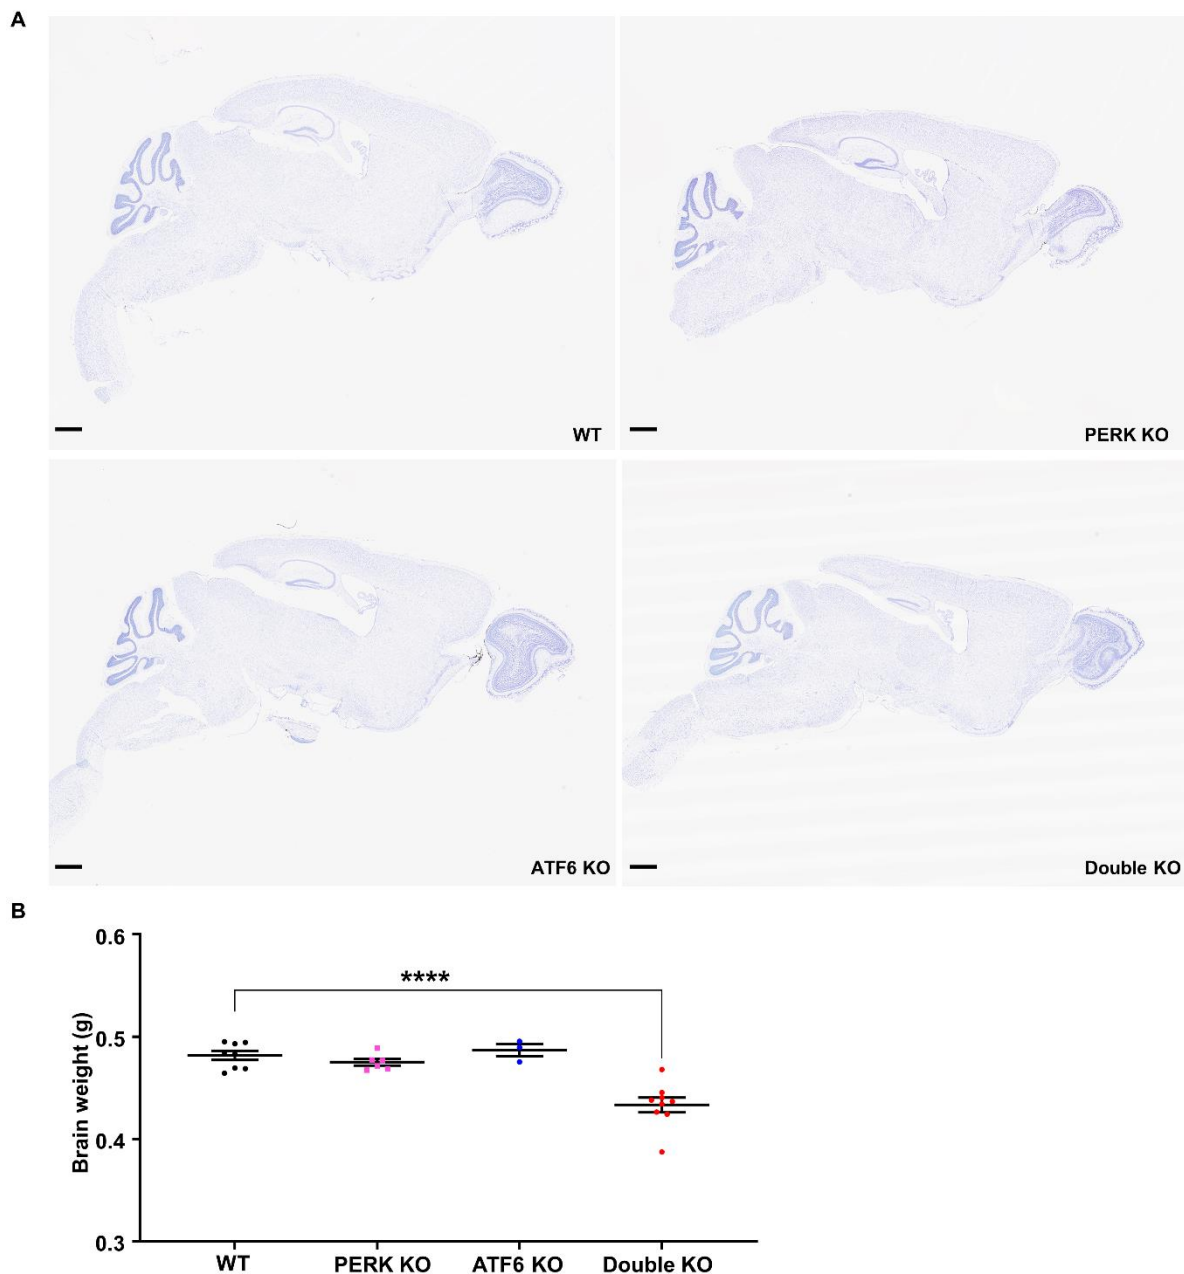 A
WT
PERK KO
ATF6 KO
Double KO
B
Brain weight (g)
0.6
0.5
0.4
0.3
****
WT
PERK KO
ATF6 KO
Double KO